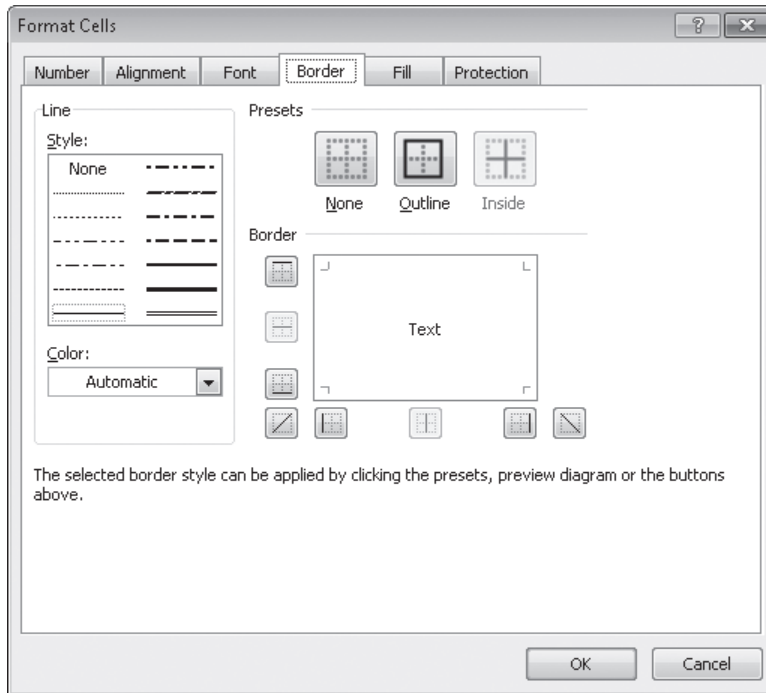 Format Cells
Number Alignment Font Border Fill Protection
Line
Style:
None
Color:
Automatic
Presets
None Outline Inside
Border
Text
The selected border style can be applied by clicking the presets, preview diagram or the buttons
above.
OK Cancel